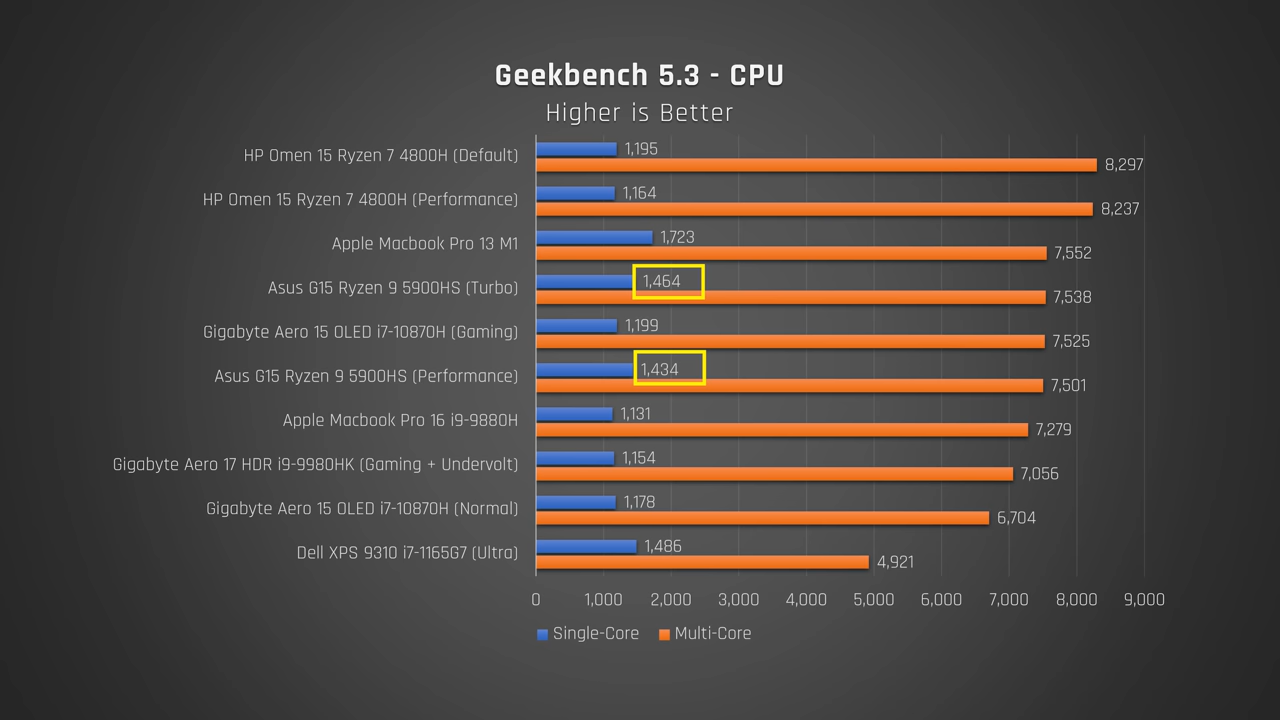 Geekbench 5.3 - CPU
Higher is Better
HP Omen 15 Ryzen 7 4800H (Default) 1,195 8,297
HP Omen 15 Ryzen 7 4800H (Performance) 1,164 8,237
Apple Macbook Pro 13 M1 1,723 7,552
Asus G15 Ryzen 9 5900HS (Turbo) 1,464 7,538
Gigabyte Aero 15 OLED i7-10870H (Gaming) 1,199 7,525
Asus G15 Ryzen 9 5900HS (Performance) 1,434 7,501
Apple Macbook Pro 16 i9-9880H 1,131 7,279
Gigabyte Aero 17 HDR i9-9980HK (Gaming + Undervolt) 1,154 7,056
Gigabyte Aero 15 OLED i7-10870H (Normal) 1,178 6,704
Dell XPS 9310 i7-1165G7 (Ultra) 1,486 4,921
0 1,000 2,000 3,000 4,000 5,000 6,000 7,000 8,000 9,000
Single-Core Multi-Core